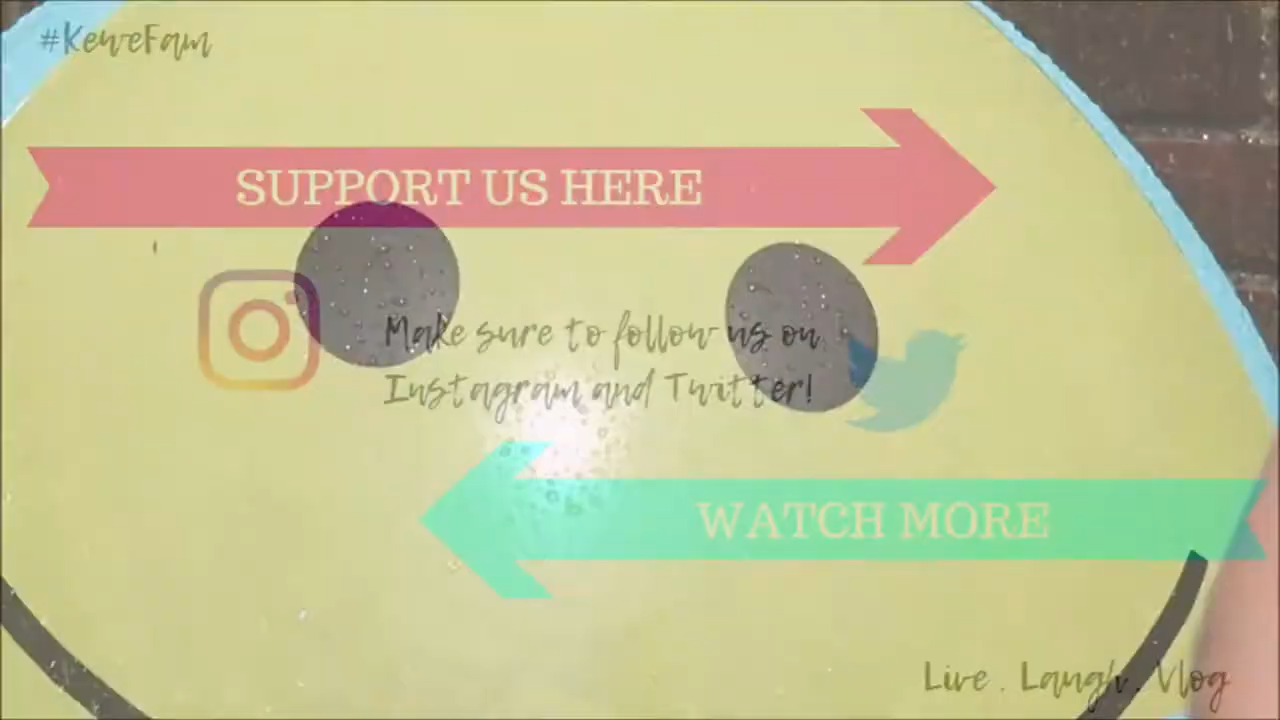 #KeweFam
SUPPORT US HERE
Make sure to follow us on
Instagram and Twitter!
WATCH MORE
Live . Laugh . Vlog